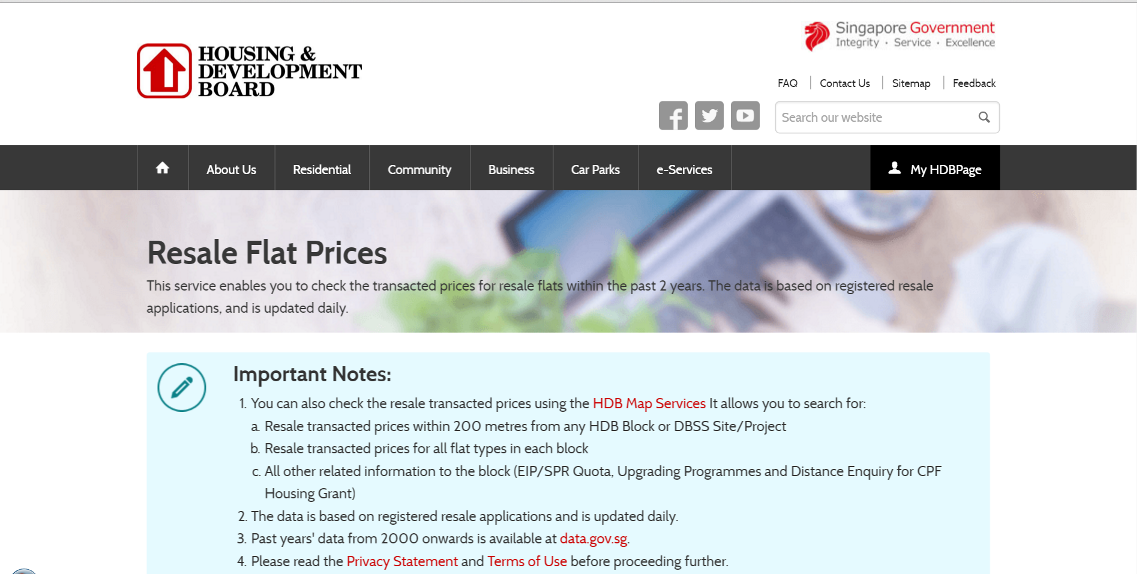 Singapore Government
Integrity · Service · Excellence
HOUSING &
DEVELOPMENT
BOARD
FAQ | Contact Us | Sitemap | Feedback
Search our website
About Us Residential Community Business Car Parks e-Services My HDBPage
Resale Flat Prices
This service enables you to check the transacted prices for resale flats within the past 2 years. The data is based on registered resale
applications, and is updated daily.
Important Notes:
1. You can also check the resale transacted prices using the HDB Map Services It allows you to search for:
a. Resale transacted prices within 200 metres from any HDB Block or DBSS Site/Project
b. Resale transacted prices for all flat types in each block
c. All other related information to the block (EIP/SPR Quota, Upgrading Programmes and Distance Enquiry for CPF
Housing Grant)
2. The data is based on registered resale applications and is updated daily.
3. Past years' data from 2000 onwards is available at data.gov.sg.
4. Please read the Privacy Statement and Terms of Use before proceeding further.